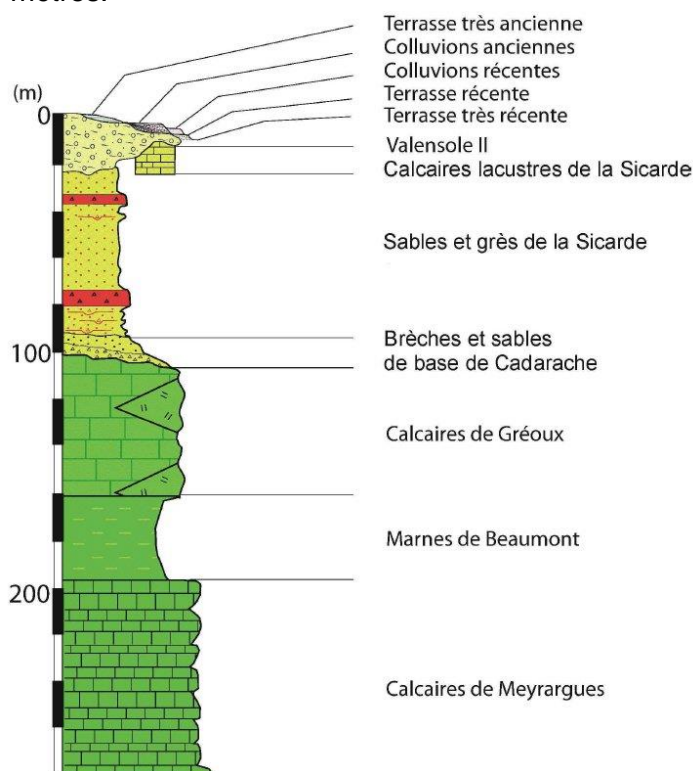 Terrasse très ancienne
Colluvions anciennes
Colluvions récentes
Terrasse récente
Terrasse très récente
(m)
0
Valensole II
Calcaires lacustres de la Sicarde
Sables et grès de la Sicarde
Brèches et sables
de base de Cadarache
100
Calcaires de Gréoux
Marnes de Beaumont
200
Calcaires de Meyrargues